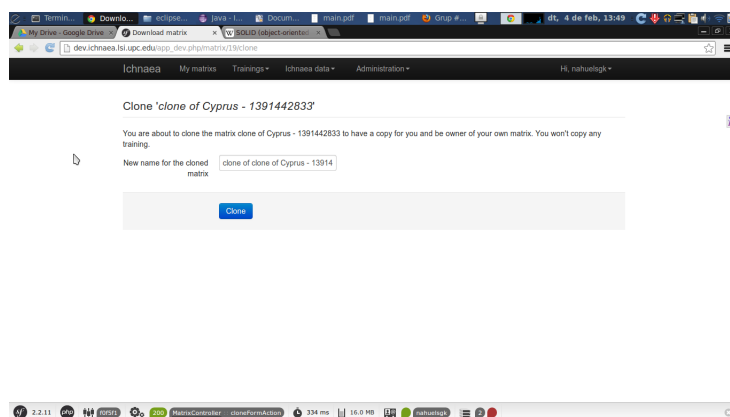 Termin... Downlo... eclipse... Java - I... Docum... main.pdf main.pdf Grup #... dt, 4 de feb, 13:49
My Drive - Google Drive × Download matrix × SOLID (object-oriente ×
dev.ichnaea.lsi.upc.edu/app_dev.php/matrix/19/clone
Ichnaea My matrixs Trainings Ichnaea data Administration Hi, nahuelsgk
Clone 'clone of Cyprus - 1391442833'
You are about to clone the matrix clone of Cyprus - 1391442833 to have a copy for you and be owner of your own matrix. You won't copy any
training.
New name for the cloned clone of clone of Cyprus - 13914
matrix
Clone
sf 2.2.11 php f0f5f1 200 MatrixController cloneFormAction 334 ms 16.0 MB nahuelsgk 2